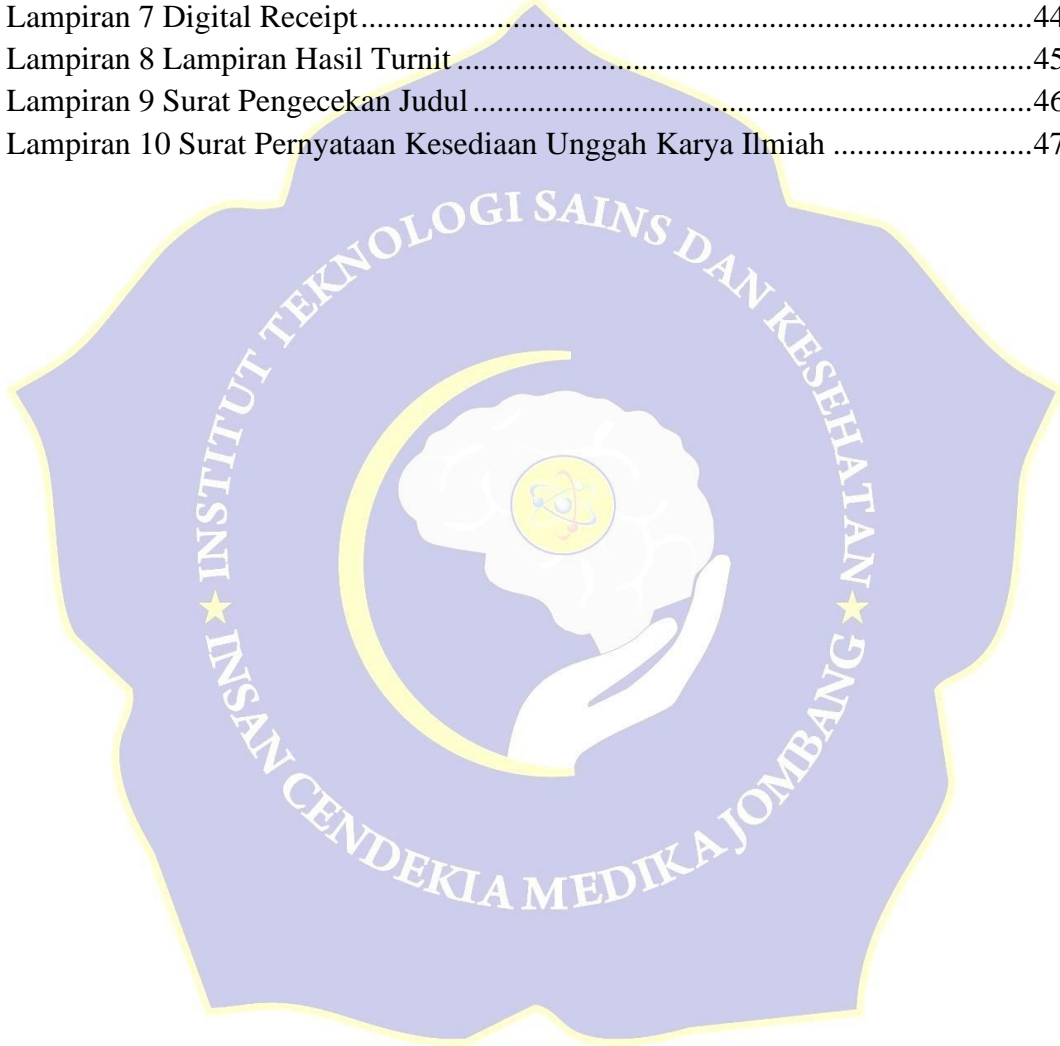 Lampiran 7 Digital Receipt....................................................................................44
Lampiran 8 Lampiran Hasil Turnit........................................................................45
Lampiran 9 Surat Pengecekan Judul......................................................................46
Lampiran 10 Surat Pernyataan Kesediaan Unggah Karya Ilmiah .........................47
INSTITUT TEKNOLOGI SAINS DAN KESEHATAN
INSAN CENDEKIA MEDIKA JOMBANG